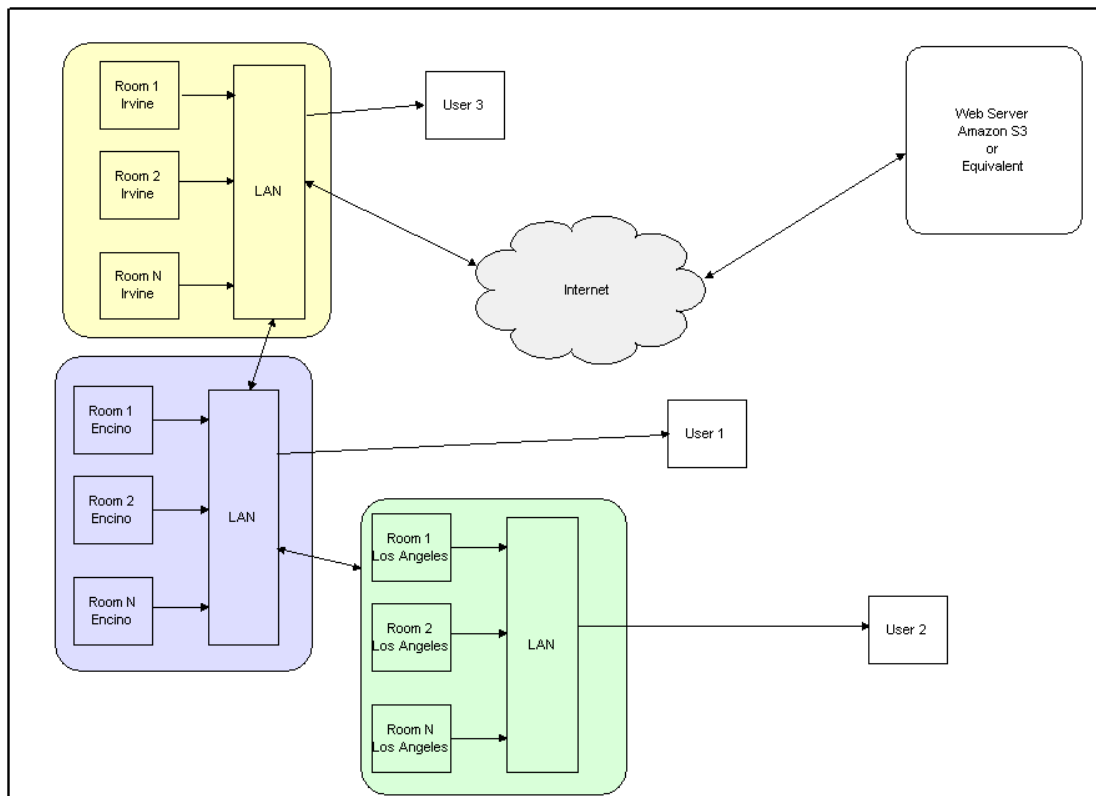 Room 1
Irvine
Room 2
Irvine
Room N
Irvine
LAN
User 3
Web Server
Amazon S3
or
Equivalent
Internet
Room 1
Encino
Room 2
Encino
Room N
Encino
LAN
User 1
Room 1
Los Angeles
Room 2
Los Angeles
Room N
Los Angeles
LAN
User 2